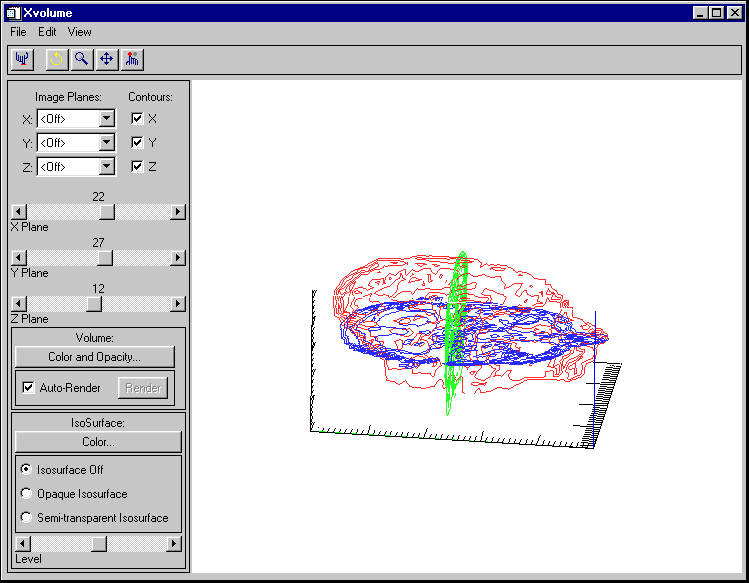 Xvolume
File Edit View
Image Planes: Contours:
X: <Off> X
Y: <Off> Y
Z: <Off> Z
22
X Plane
27
Y Plane
12
Z Plane
Volume:
Color and Opacity...
Auto-Render Render
IsoSurface:
Color...
Isosurface Off
Opaque Isosurface
Semi-transparent Isosurface
Level